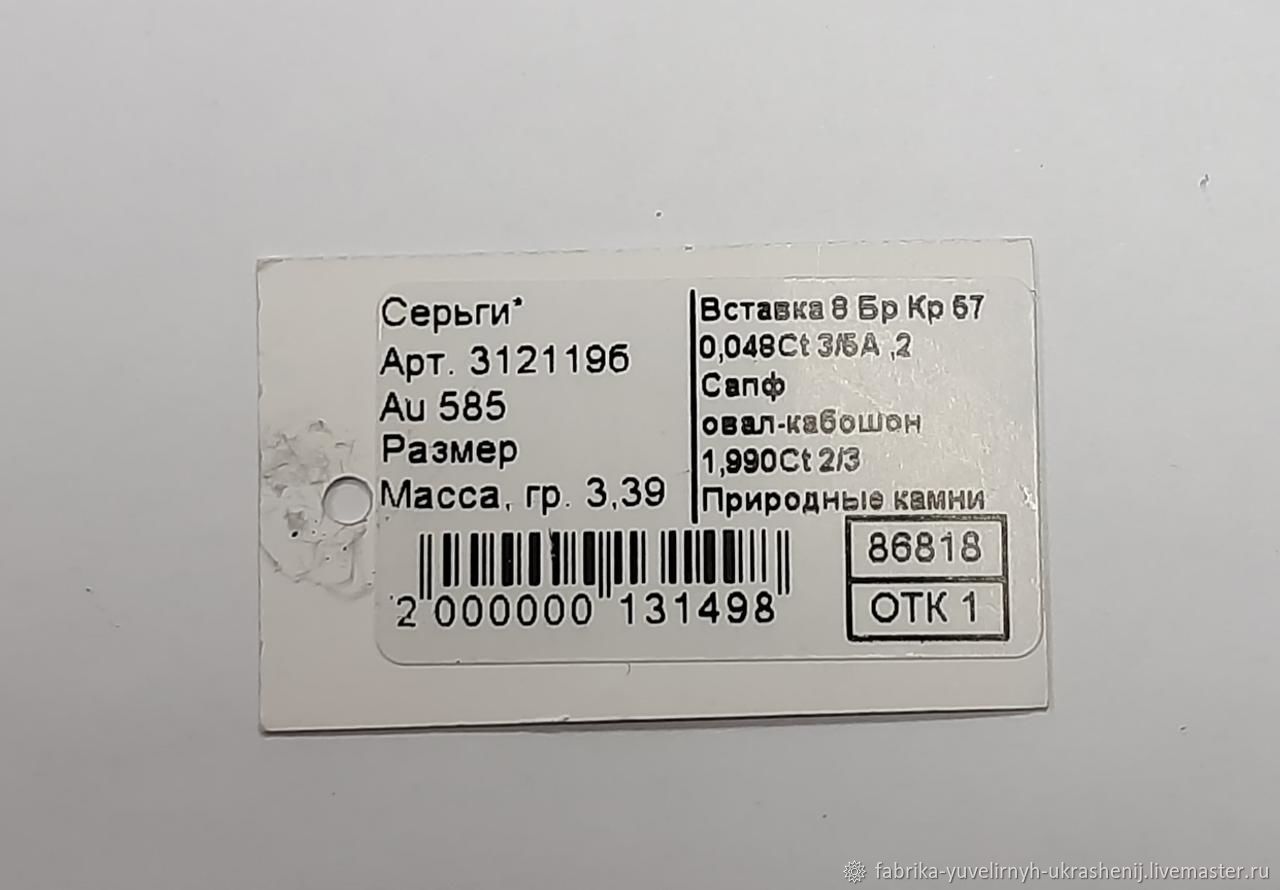 Серьги*
Арт. 3121196
Au 585
Размер
Масса, гр. 3,39
Вставка 8 Бр Кр 57
0,048Ct 3/5А ,2
Сапф
овал-кабошон
1,990Ct 2/3
Природные камни
86818
ОТК 1
2 000000 131498
fabrika-yuvelirnyh-ukrashenij.livemaster.ru